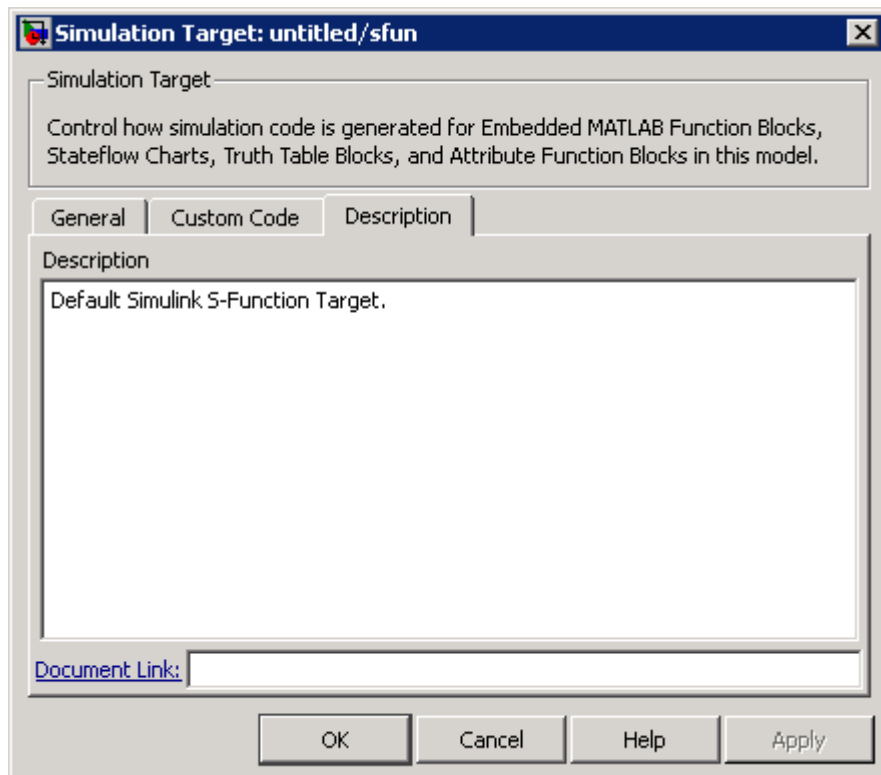 Simulation Target: untitled/sfun
Simulation Target
Control how simulation code is generated for Embedded MATLAB Function Blocks,
Stateflow Charts, Truth Table Blocks, and Attribute Function Blocks in this model.
General Custom Code Description
Description
Default Simulink S-Function Target.
Document Link:
OK Cancel Help Apply